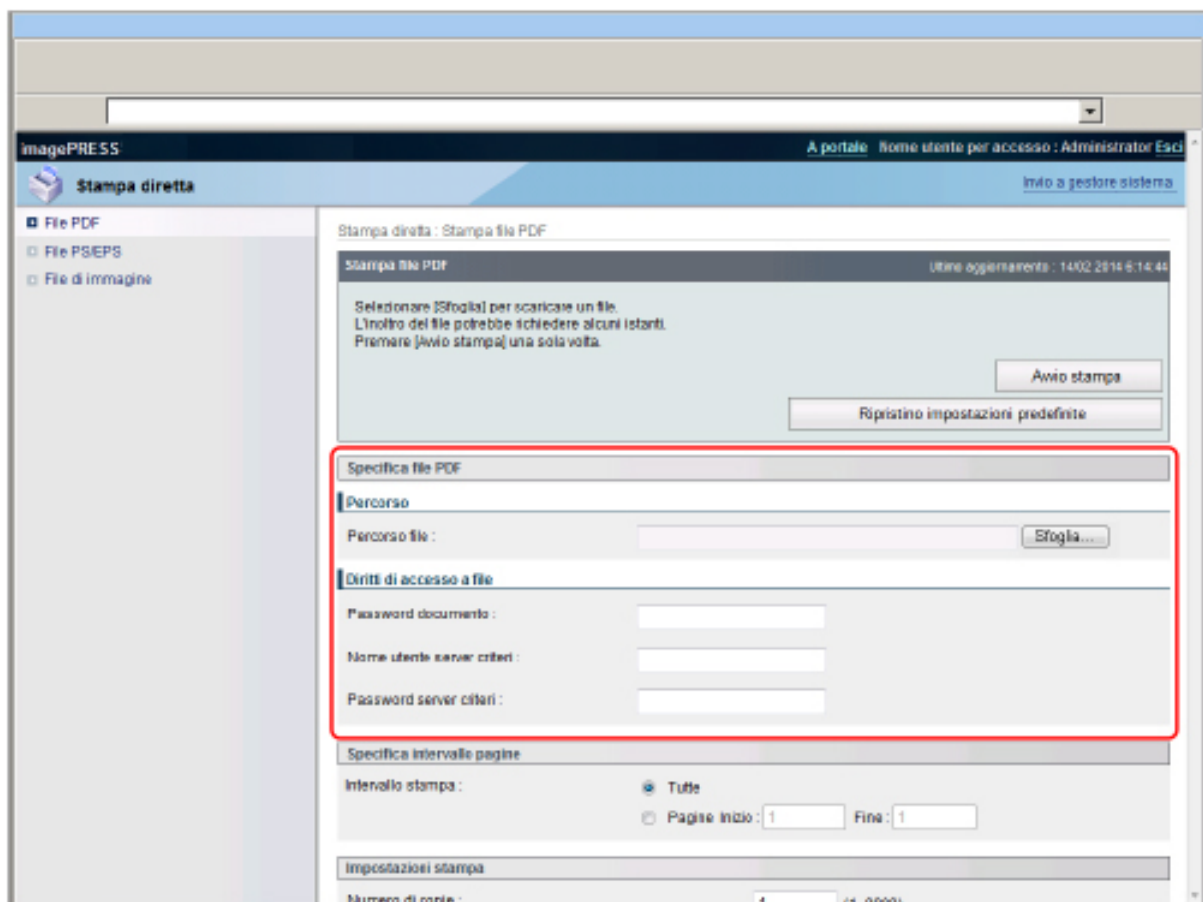 imagePRESS
A portale Nome utente per accesso : Administrator Esci
Stampa diretta
Invio a gestore sistema
File PDF
File PS/EPS
File di immagine
Stampa diretta : Stampa file PDF
Stampa file PDF
Ultimo aggiornamento : 14/02 2014 6:14:44
Selezionare [Sfoglia] per scaricare un file.
L'inoltro del file potrebbe richiedere alcuni istanti.
Premere [Avvio stampa] una sola volta.
Avvio stampa
Ripristino impostazioni predefinite
Specifica file PDF
Percorso
Percorso file :
Sfoglia...
Diritti di accesso a file
Password documento :
Nome utente server criteri :
Password server criteri :
Specifica intervallo pagine
Intervallo stampa :
Tutte
Pagine Inizio : 1 Fine : 1
Impostazioni stampa
Numero di copie :